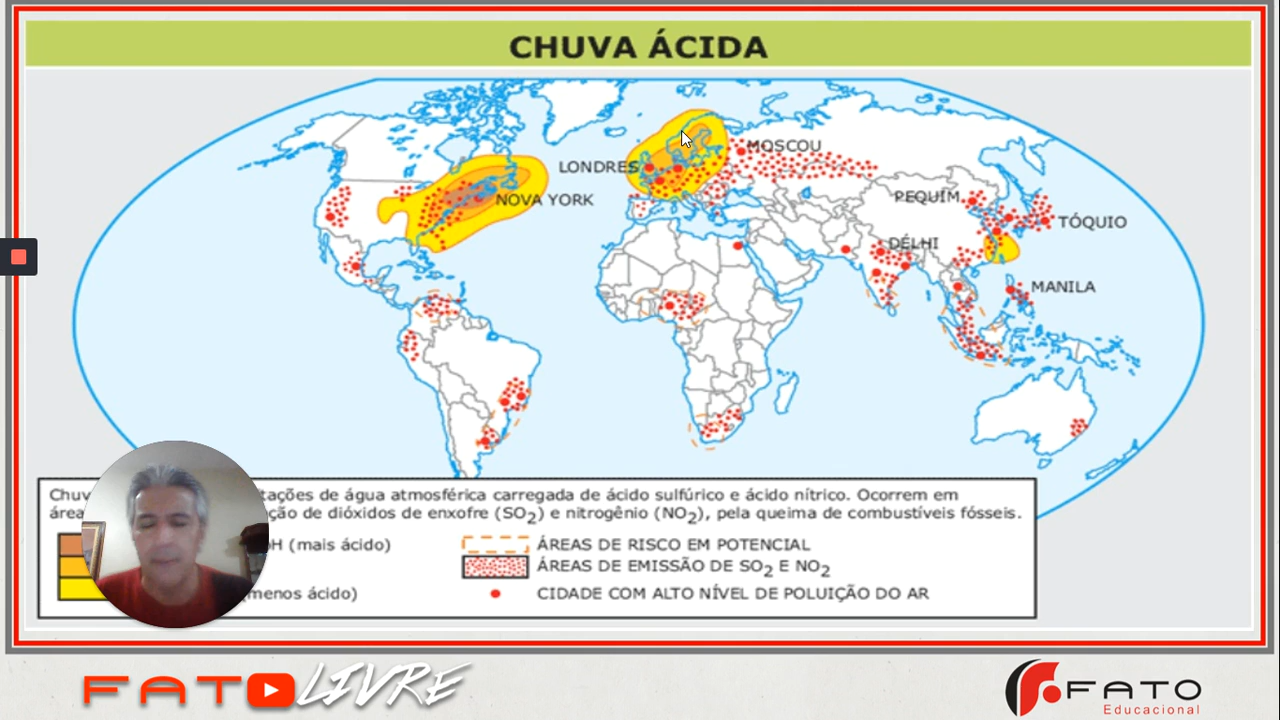 CHUVA ÁCIDA
MOSCOU
LONDRES
PEQUIM
NOVA YORK
TÓQUIO
DÉLHI
MANILA
tações de água atmosférica carregada de ácido sulfúrico e ácido nítrico. Ocorrem em
ção de dióxidos de enxofre (SO2) e nitrogênio (NO2), pela queima de combustíveis fósseis.
pH (mais ácido)
(menos ácido)
ÁREAS DE RISCO EM POTENCIAL
ÁREAS DE EMISSÃO DE SO2 E NO2
CIDADE COM ALTO NÍVEL DE POLUIÇÃO DO AR
FATO LIVRE
FATO
Educacional